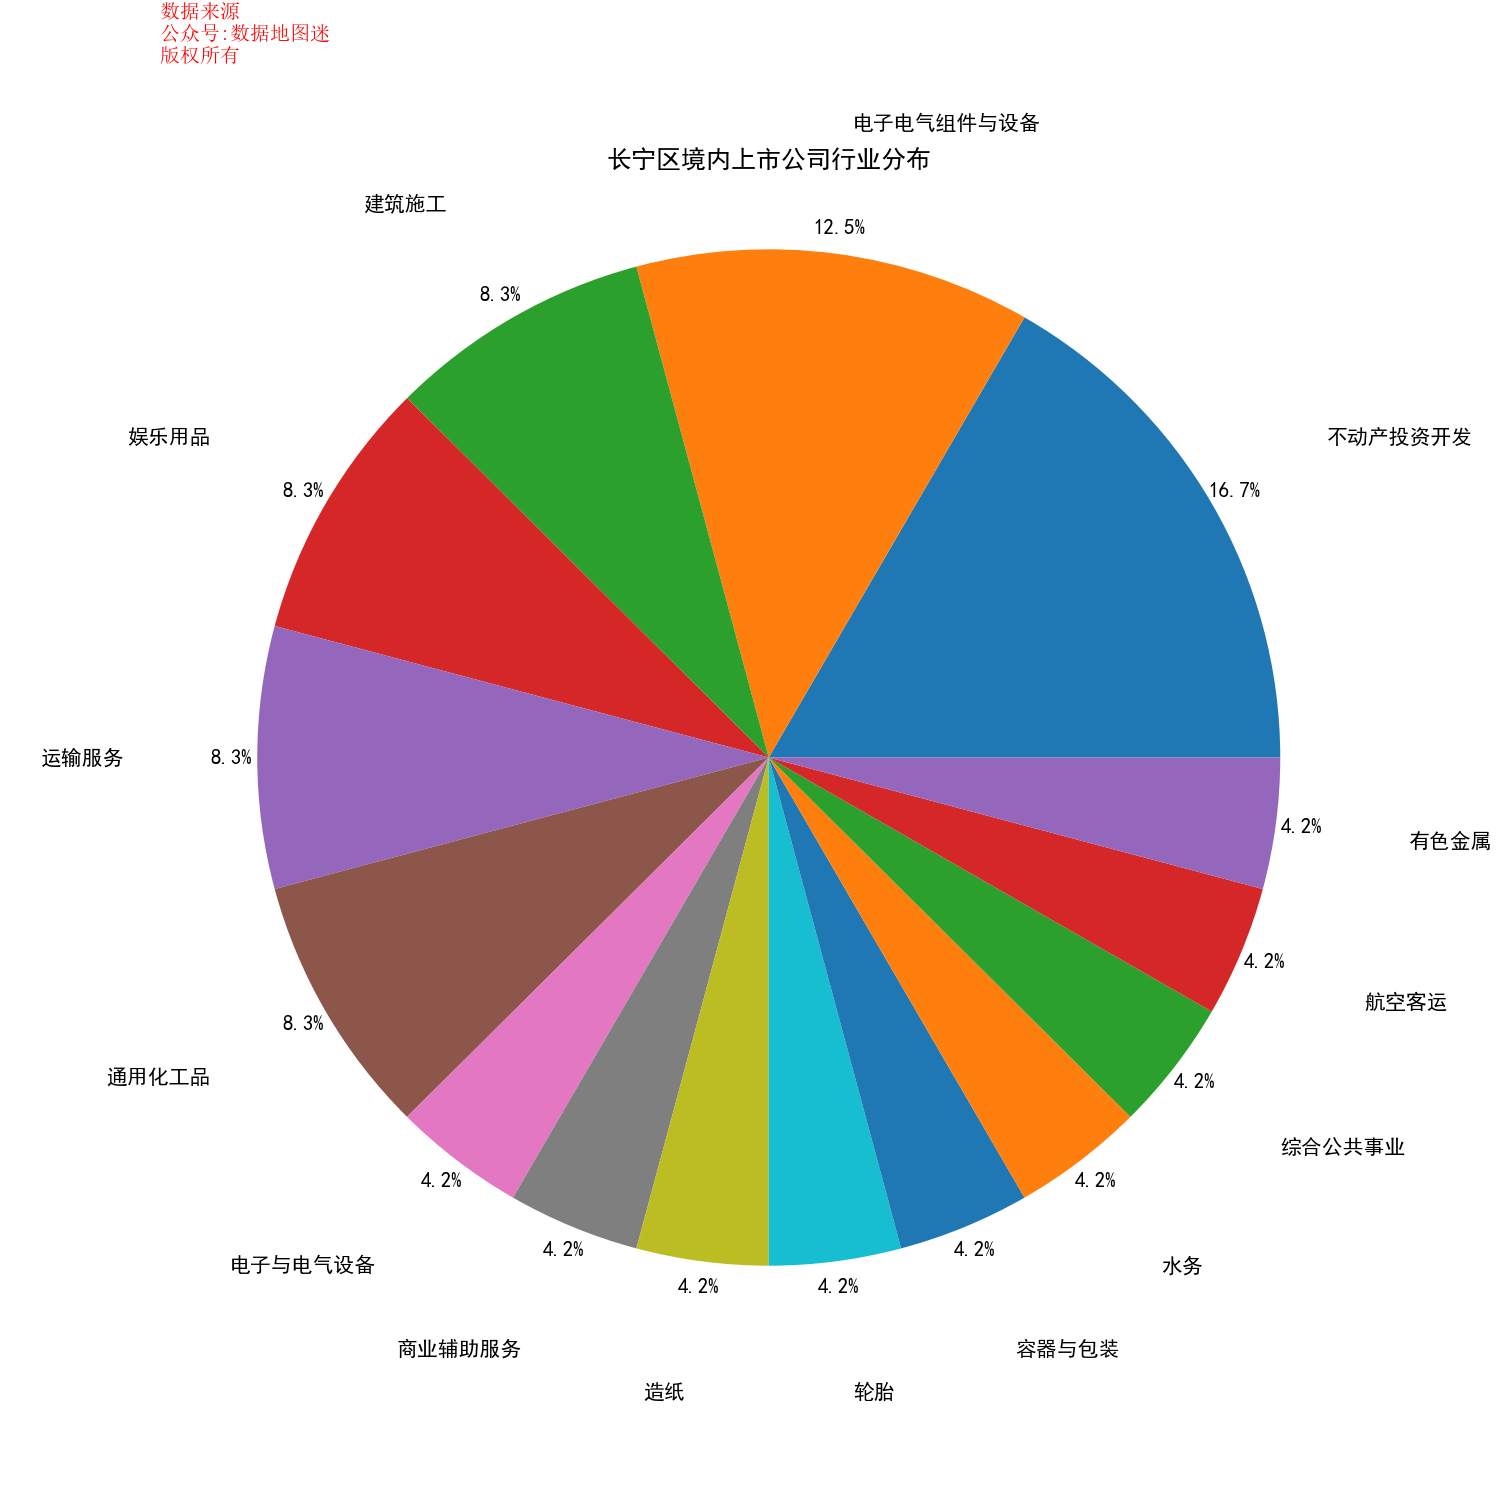 数据来源
公众号:数据地图迷
版权所有
电子电气组件与设备
长宁区境内上市公司行业分布
建筑施工
12.5%
8.3%
娱乐用品
不动产投资开发
8.3%
16.7%
运输服务
8.3%
4.2%
有色金属
4.2%
航空客运
8.3%
通用化工品
4.2%
综合公共事业
4.2%
4.2%
电子与电气设备
4.2%
4.2%
水务
4.2%
4.2%
商业辅助服务
容器与包装
造纸
轮胎